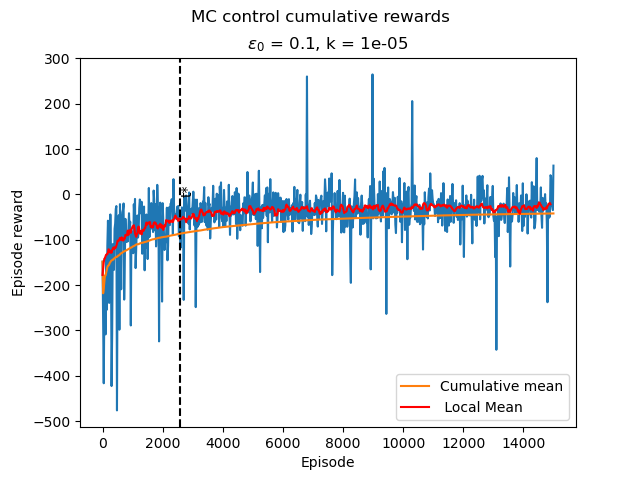 MC control cumulative rewards
ε₀ = 0.1, k = 1e-05
300
200
100
0
−100
−200
−300
−400
−500
Episode reward
0
2000
4000
6000
8000
10000
12000
14000
Episode
Cumulative mean
Local Mean